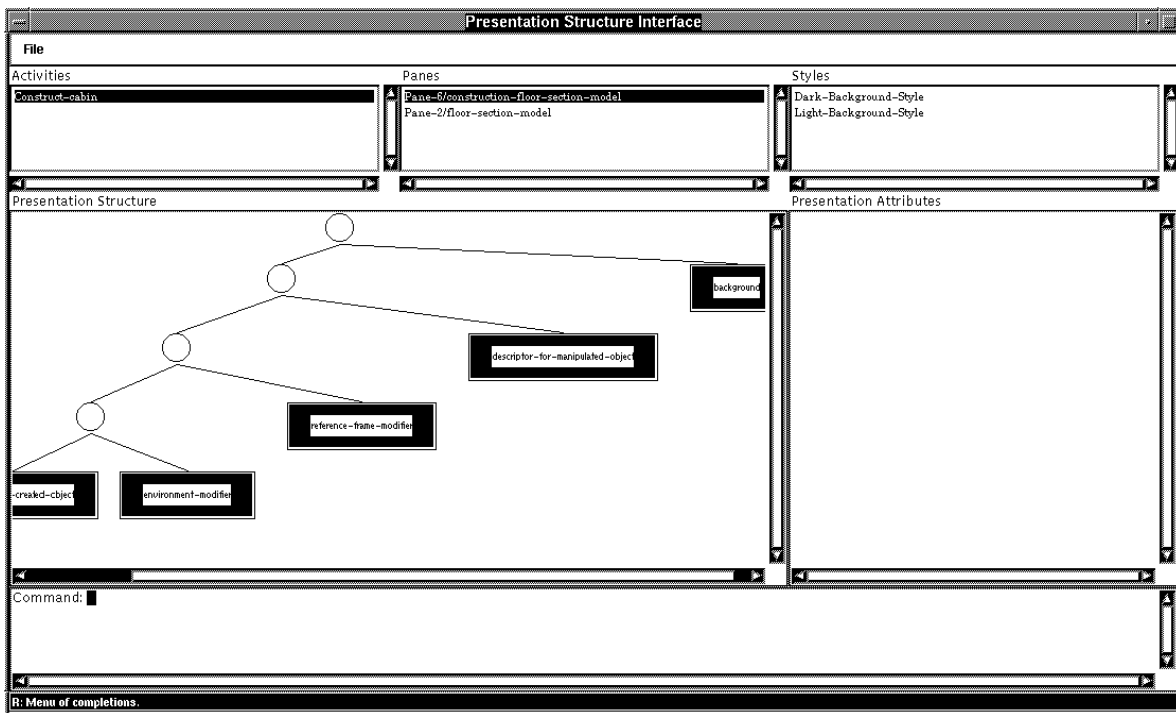 Presentation Structure Interface
File
Activities
Construct-cabin
Panes
Pane-6/construction-floor-section-model
Pane-2/floor-section-model
Styles
Dark-Background-Style
Light-Background-Style
Presentation Structure
background
descriptor-for-manipulated-object
reference-frame-modifier
-created-object
environment-modifier
Presentation Attributes
Command:
R: Menu of completions.